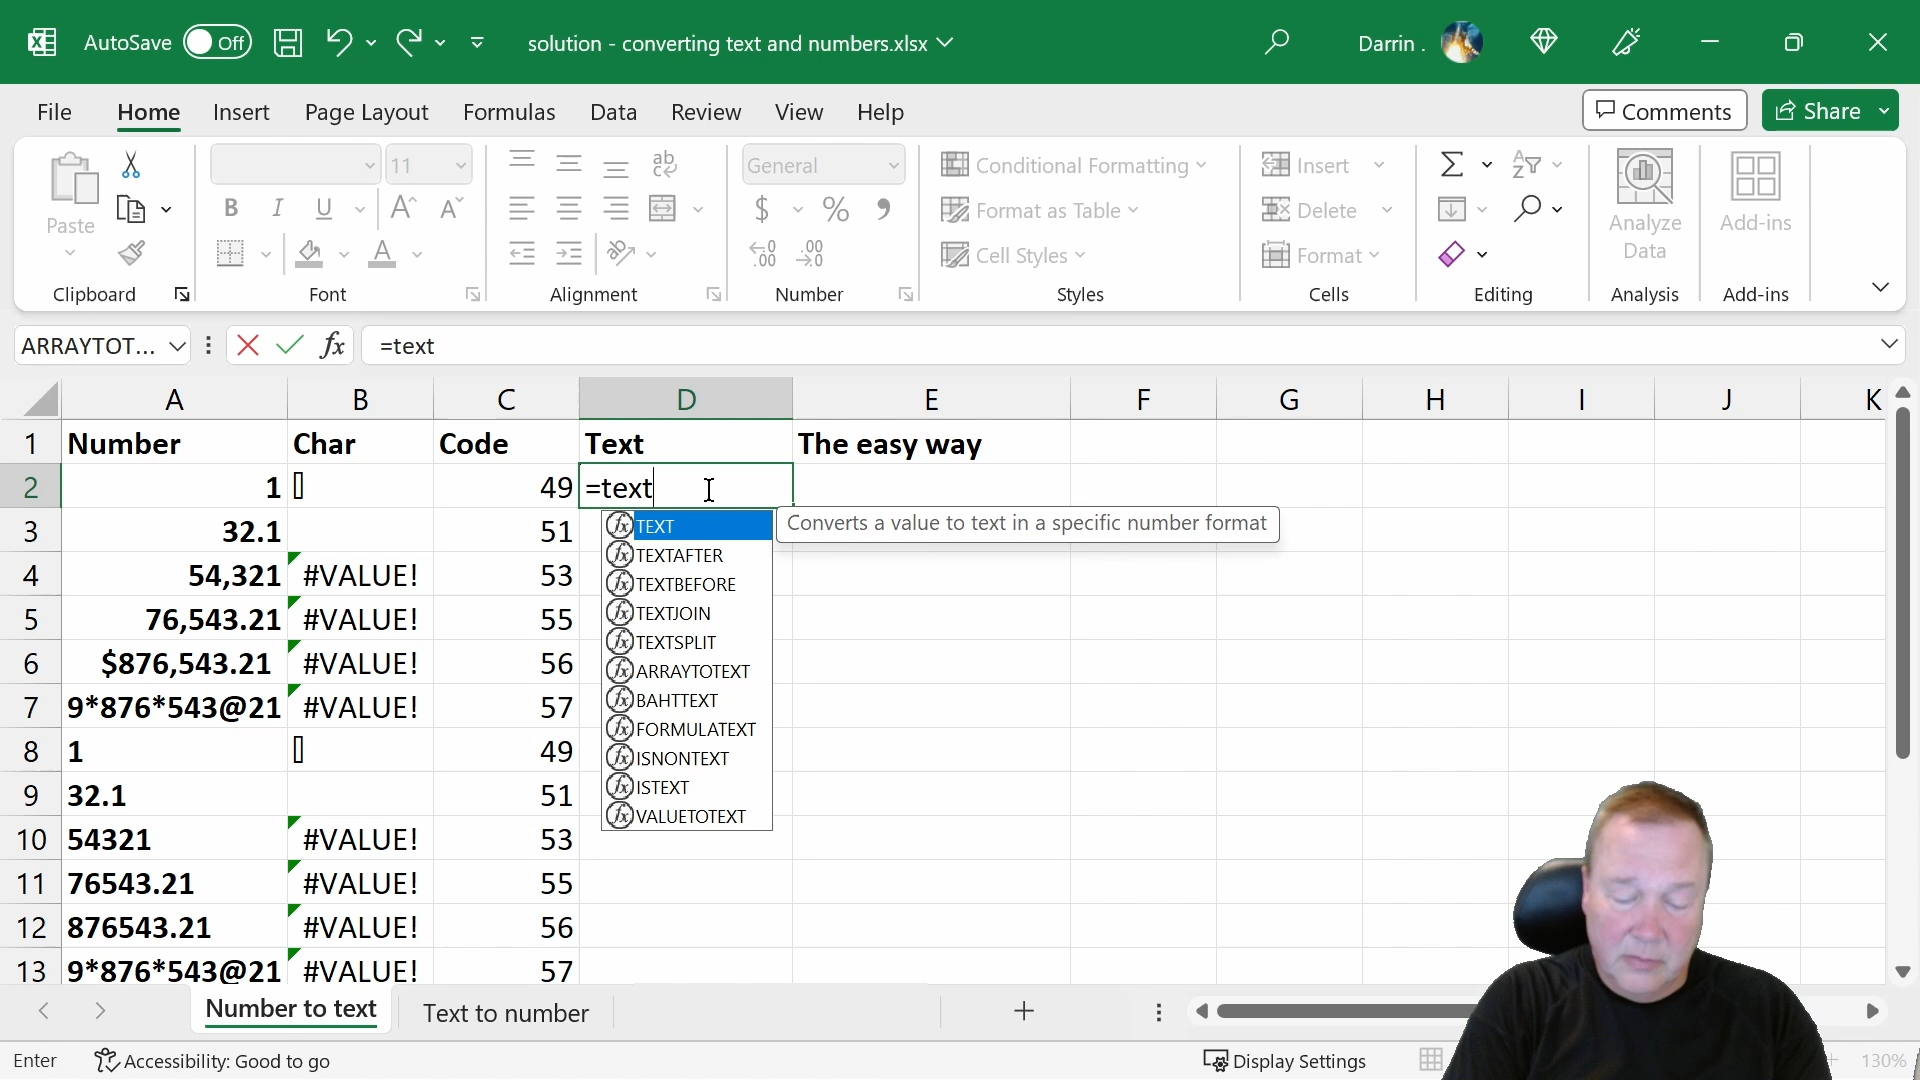 AutoSave Off solution - converting text and numbers.xlsx Darrin .
File Home Insert Page Layout Formulas Data Review View Help Comments Share
Paste 11 B I U ab General $ % Conditional Formatting Format as Table Cell Styles Insert Delete Format Analyze Data Add-ins
Clipboard Font Alignment Number Styles Cells Editing Analysis Add-ins
ARRAYTOT... fx =text
A B C D E F G H I J K
1 Number Char Code Text The easy way
2 1 49 =text
3 32.1 51
4 54,321 #VALUE! 53
5 76,543.21 #VALUE! 55
6 $876,543.21 #VALUE! 56
7 9*876*543@21 #VALUE! 57
8 1 49
9 32.1 51
10 54321 #VALUE! 53
11 76543.21 #VALUE! 55
12 876543.21 #VALUE! 56
13 9*876*543@21 #VALUE! 57
TEXT Converts a value to text in a specific number format
TEXTAFTER
TEXTBEFORE
TEXTJOIN
TEXTSPLIT
ARRAYTOTEXT
BAHTTEXT
FORMULATEXT
ISNONTEXT
ISTEXT
VALUETOTEXT
Number to text Text to number
Enter Accessibility: Good to go Display Settings 130%